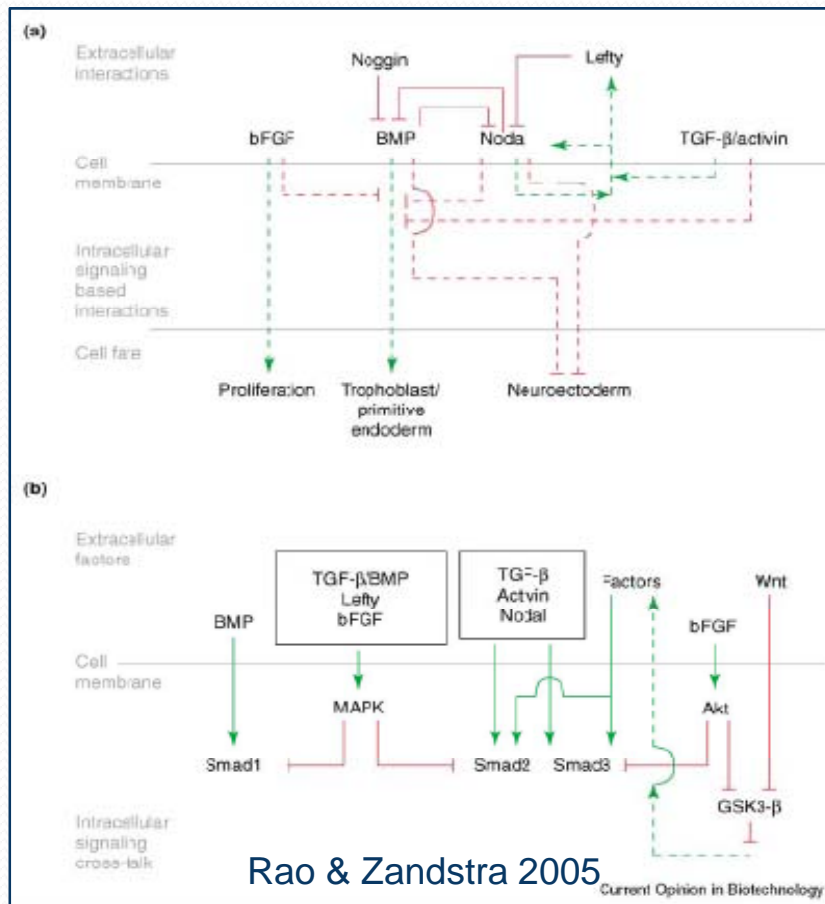 (a)
Extracellular
interactions
Noggin
Lefty
bFGF
BMP
Noda
TGF-β/activin
Cell
membrane
Intracellular
signaling
based
interactions
Cell fate
Proliferation
Trophoblast/
primitive
endoderm
Neuroectoderm
(b)
Extracellular
factors
TGF-β/BMP
Lefty
bFGF
TGF-β
Activin
Nodal
Factors
Wnt
BMP
bFGF
Cell
membrane
MAPK
Akt
Smad1
Smad2
Smad3
GSK3-β
Intracellular
signaling
cross-talk
Rao & Zandstra 2005
Current Opinion in Biotechnology